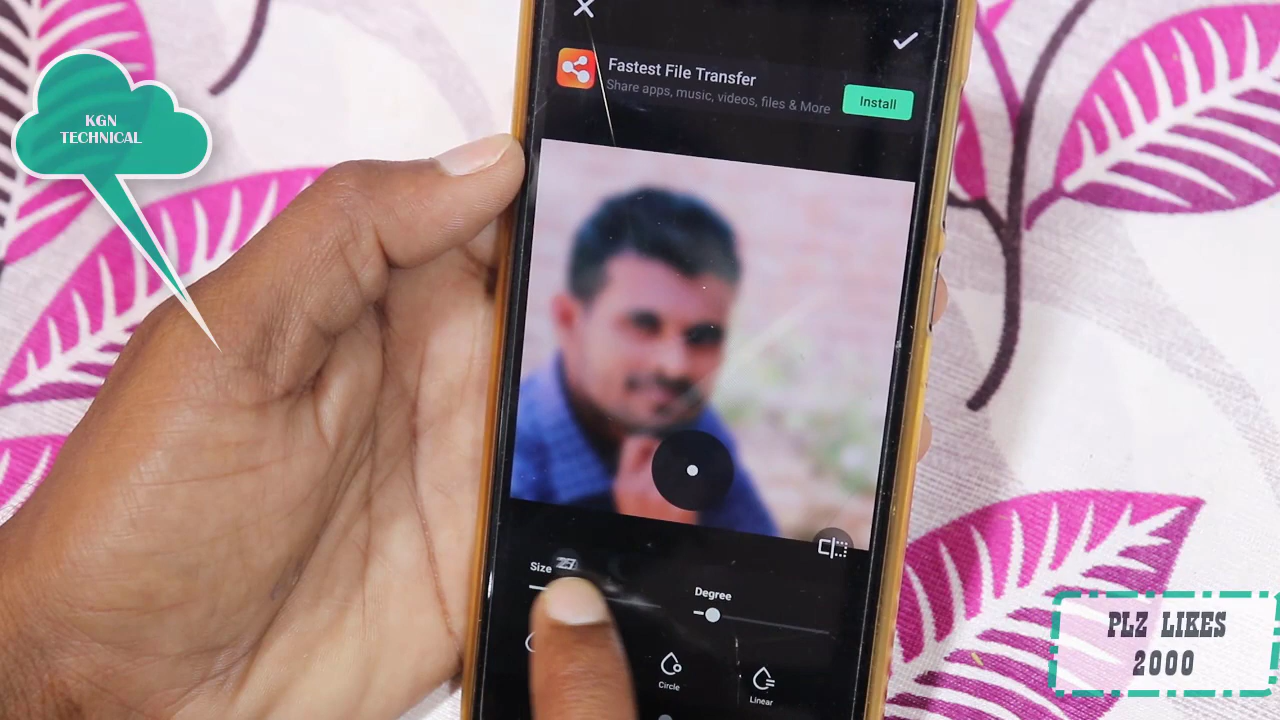 KGN
TECHNICAL
Fastest File Transfer
Share apps, music, videos, files & More
Install
Size
Degree
Circle
Linear
PLZ LIKES
2000